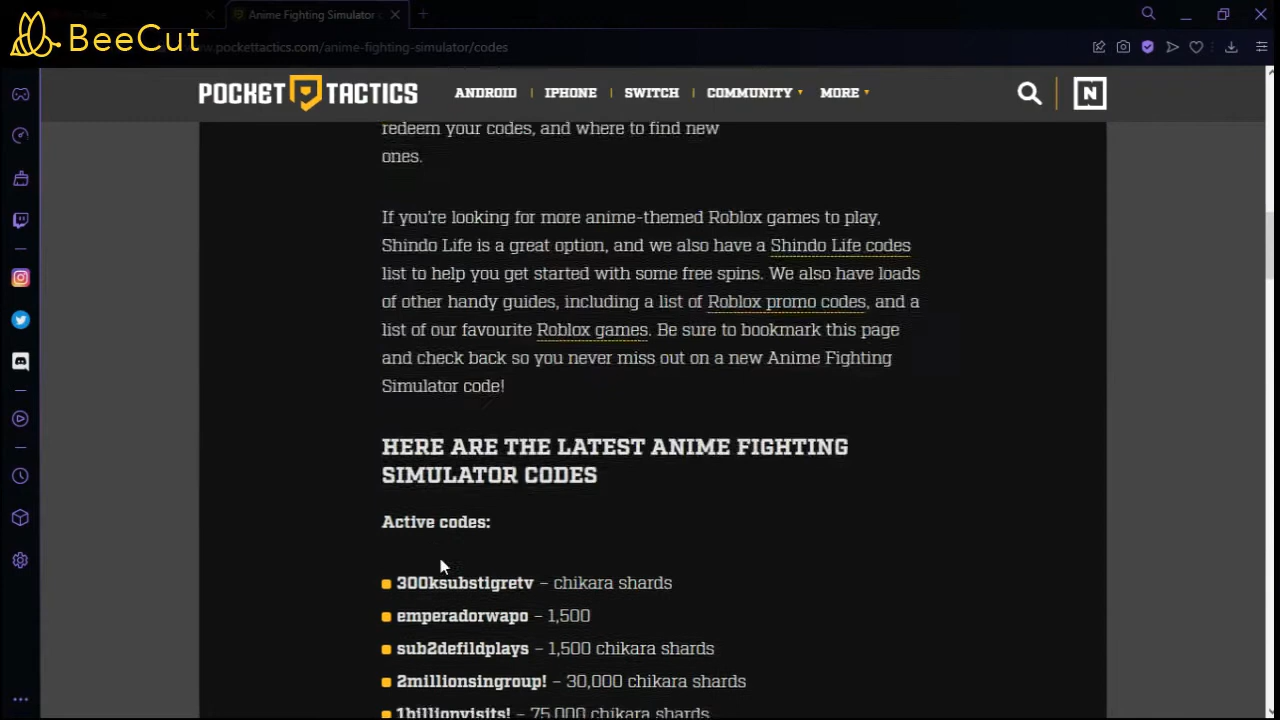 Anime Fighting Simulator
BeeCut
www.pockettactics.com/anime-fighting-simulator/codes
POCKET TACTICS
ANDROID
IPHONE
SWITCH
COMMUNITY
MORE
N
redeem your codes, and where to find new
ones.
If you're looking for more anime-themed Roblox games to play,
Shindo Life is a great option, and we also have a Shindo Life codes
list to help you get started with some free spins. We also have loads
of other handy guides, including a list of Roblox promo codes, and a
list of our favourite Roblox games. Be sure to bookmark this page
and check back so you never miss out on a new Anime Fighting
Simulator code!
HERE ARE THE LATEST ANIME FIGHTING
SIMULATOR CODES
Active codes:
300ksubstigretv – chikara shards
emperadorwapo – 1,500
sub2defildplays – 1,500 chikara shards
2millionsingroup! – 30,000 chikara shards
1billionvisits! – 75,000 chikara shards